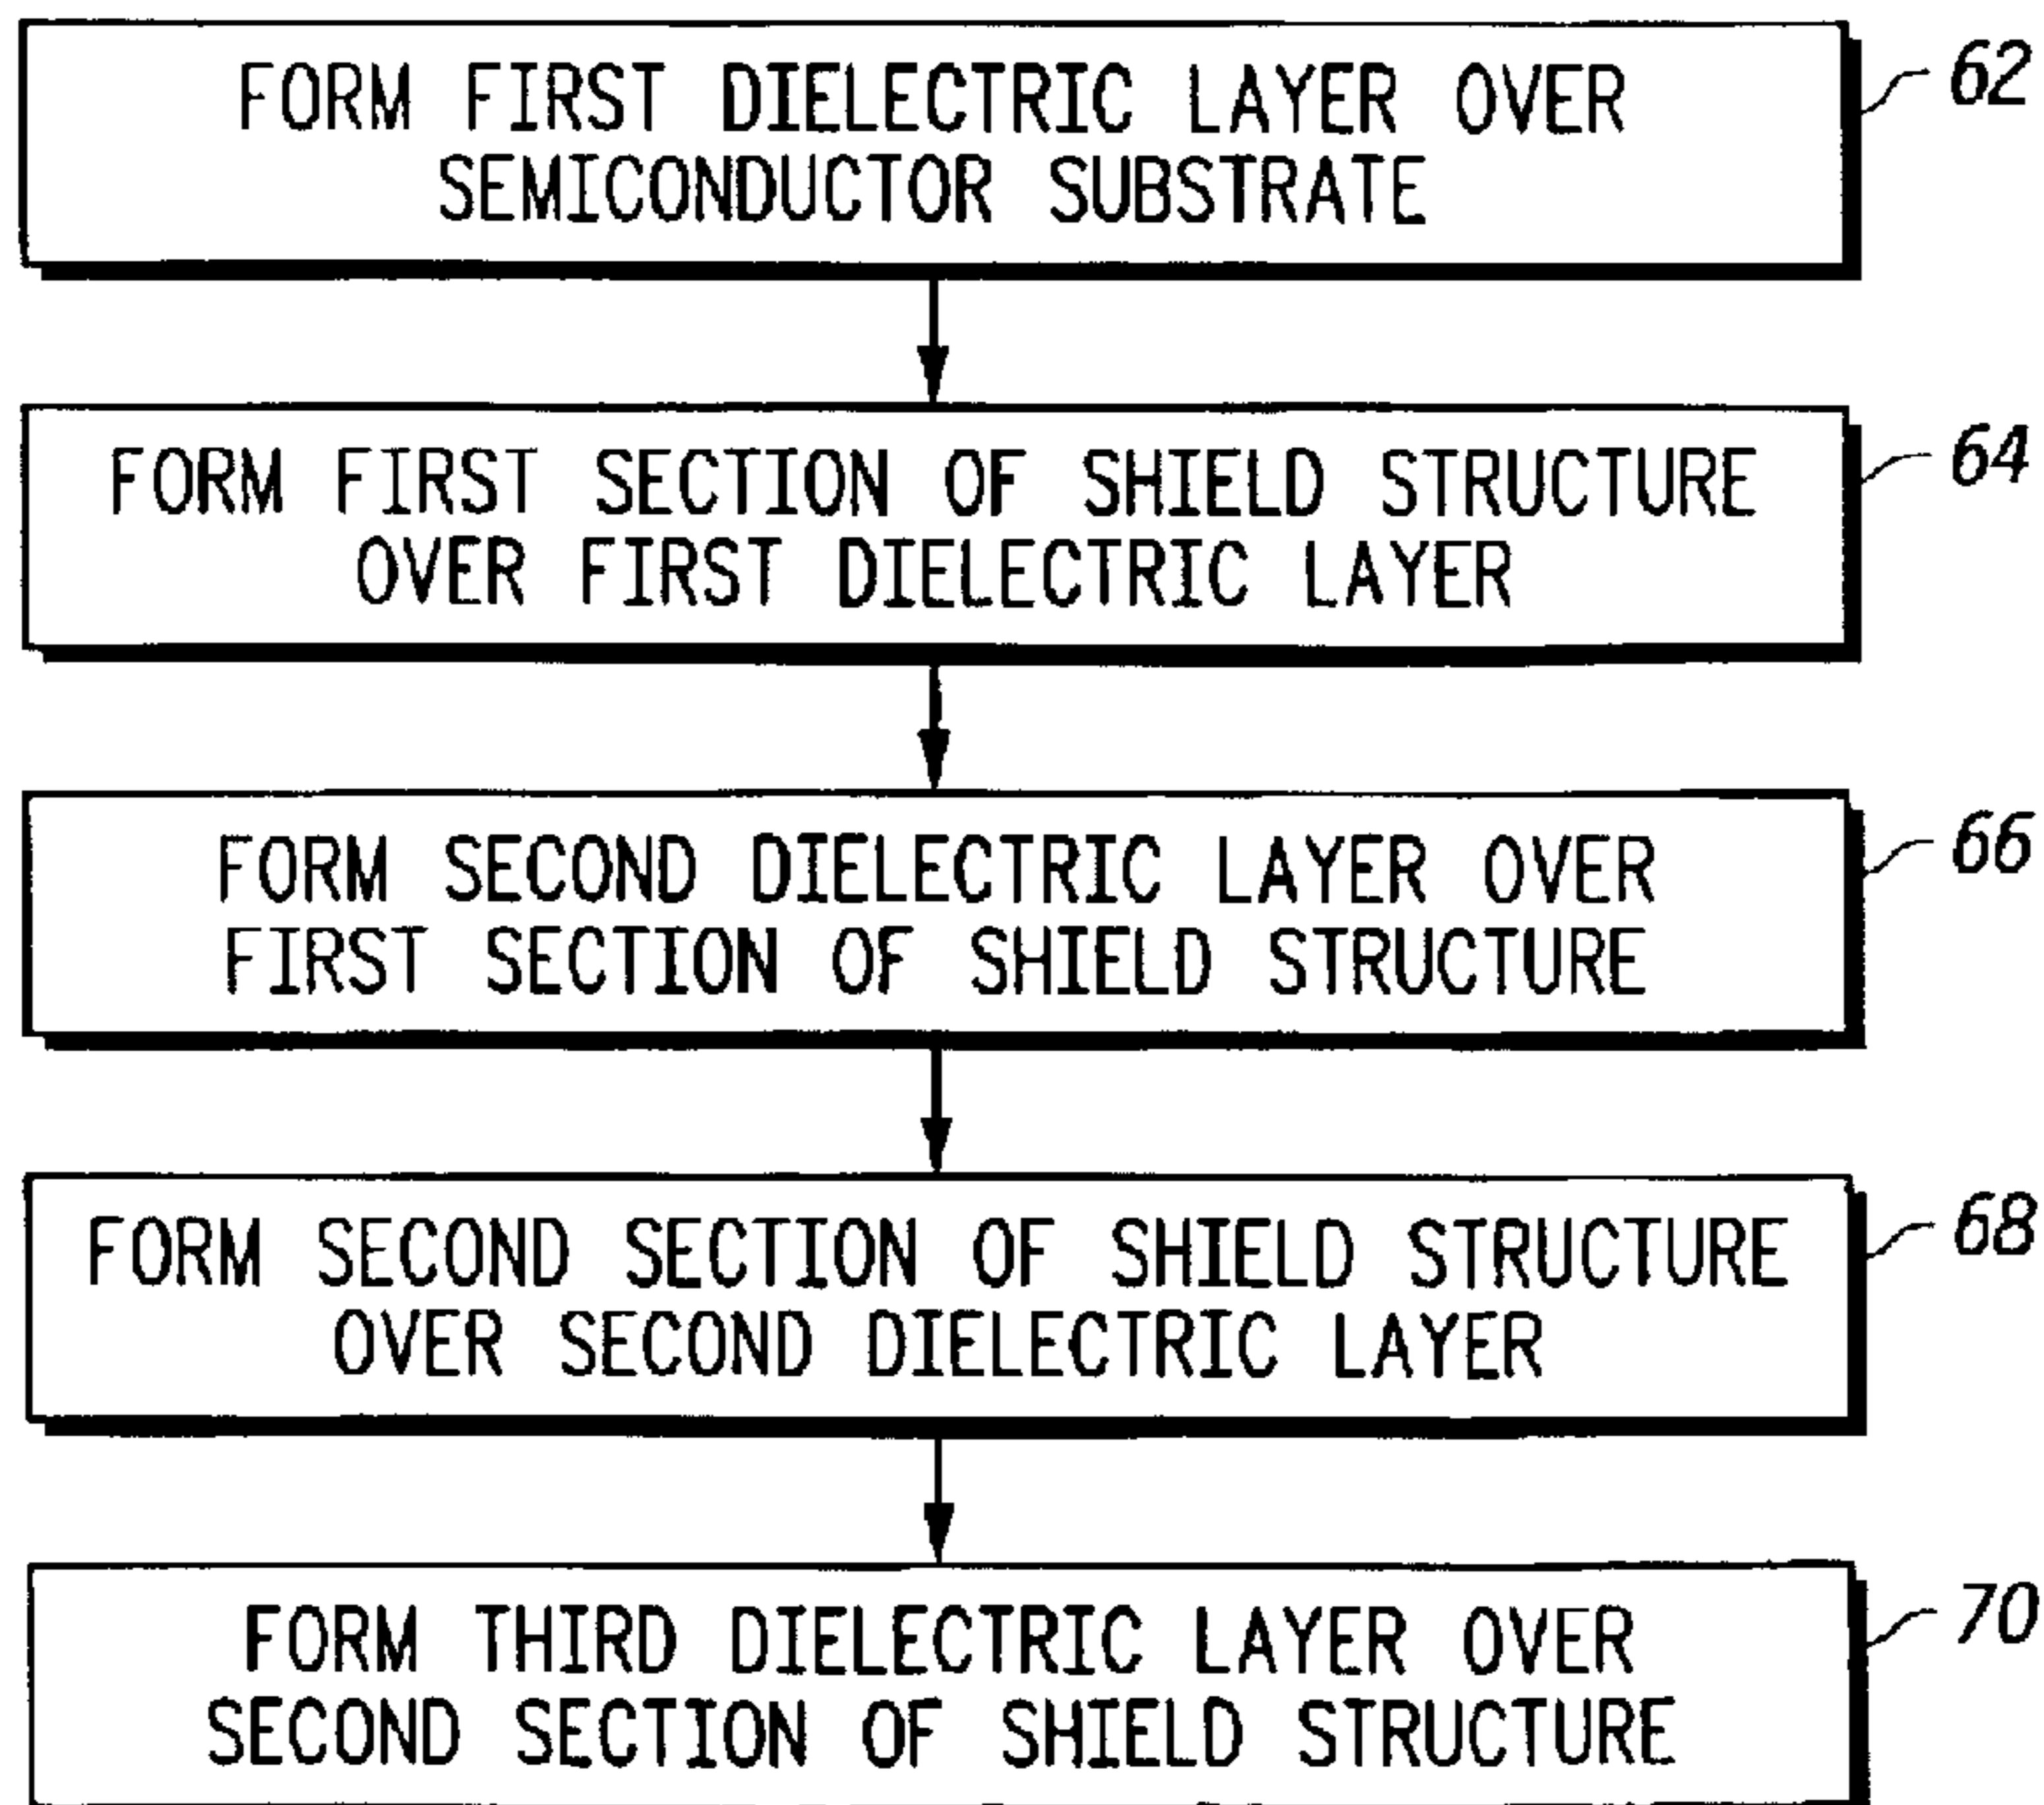 FORM FIRST DIELECTRIC LAYER OVER
SEMICONDUCTOR SUBSTRATE
62
FORM FIRST SECTION OF SHIELD STRUCTURE
OVER FIRST DIELECTRIC LAYER
64
FORM SECOND DIELECTRIC LAYER OVER
FIRST SECTION OF SHIELD STRUCTURE
66
FORM SECOND SECTION OF SHIELD STRUCTURE
OVER SECOND DIELECTRIC LAYER
68
FORM THIRD DIELECTRIC LAYER OVER
SECOND SECTION OF SHIELD STRUCTURE
70